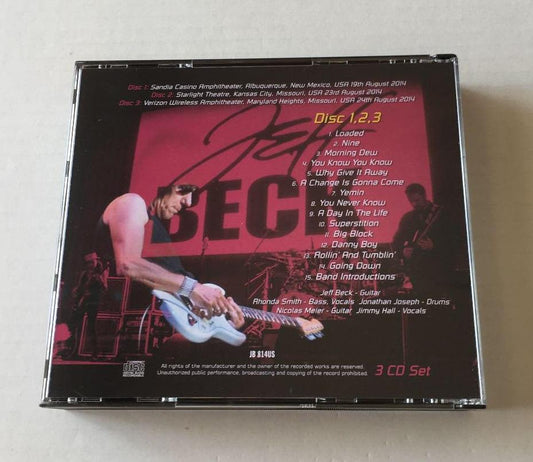 Disc 1: Sandia Casino Amphitheater, Albuquerque, New Mexico, USA 19th August 2014
Disc 2: Starlight Theatre, Kansas City, Missouri, USA 23rd August 2014
Disc 3: Verizon Wireless Amphitheater, Maryland Heights, Missouri, USA 24th August 2014
Disc 1,2,3
1. Loaded
2. Nine
3. Morning Dew
4. You Know You Know
5. Why Give It Away
6. A Change Is Gonna Come
7. Yemin
8. You Never Know
9. A Day In The Life
10. Superstition
11. Big Block
12. Danny Boy
13. Rollin' And Tumblin'
14. Going Down
15. Band Introductions
JEFF
BECK
Jeff Beck - Guitar
Rhonda Smith - Bass, Vocals Jonathan Joseph - Drums
Nicolas Meier - Guitar Jimmy Hall - Vocals
JB 814US
All rights of the manufacturer and the owner of the recorded works are reserved.
Unauthorized public performance, broadcasting and copying of the record prohibited.
3 CD Set